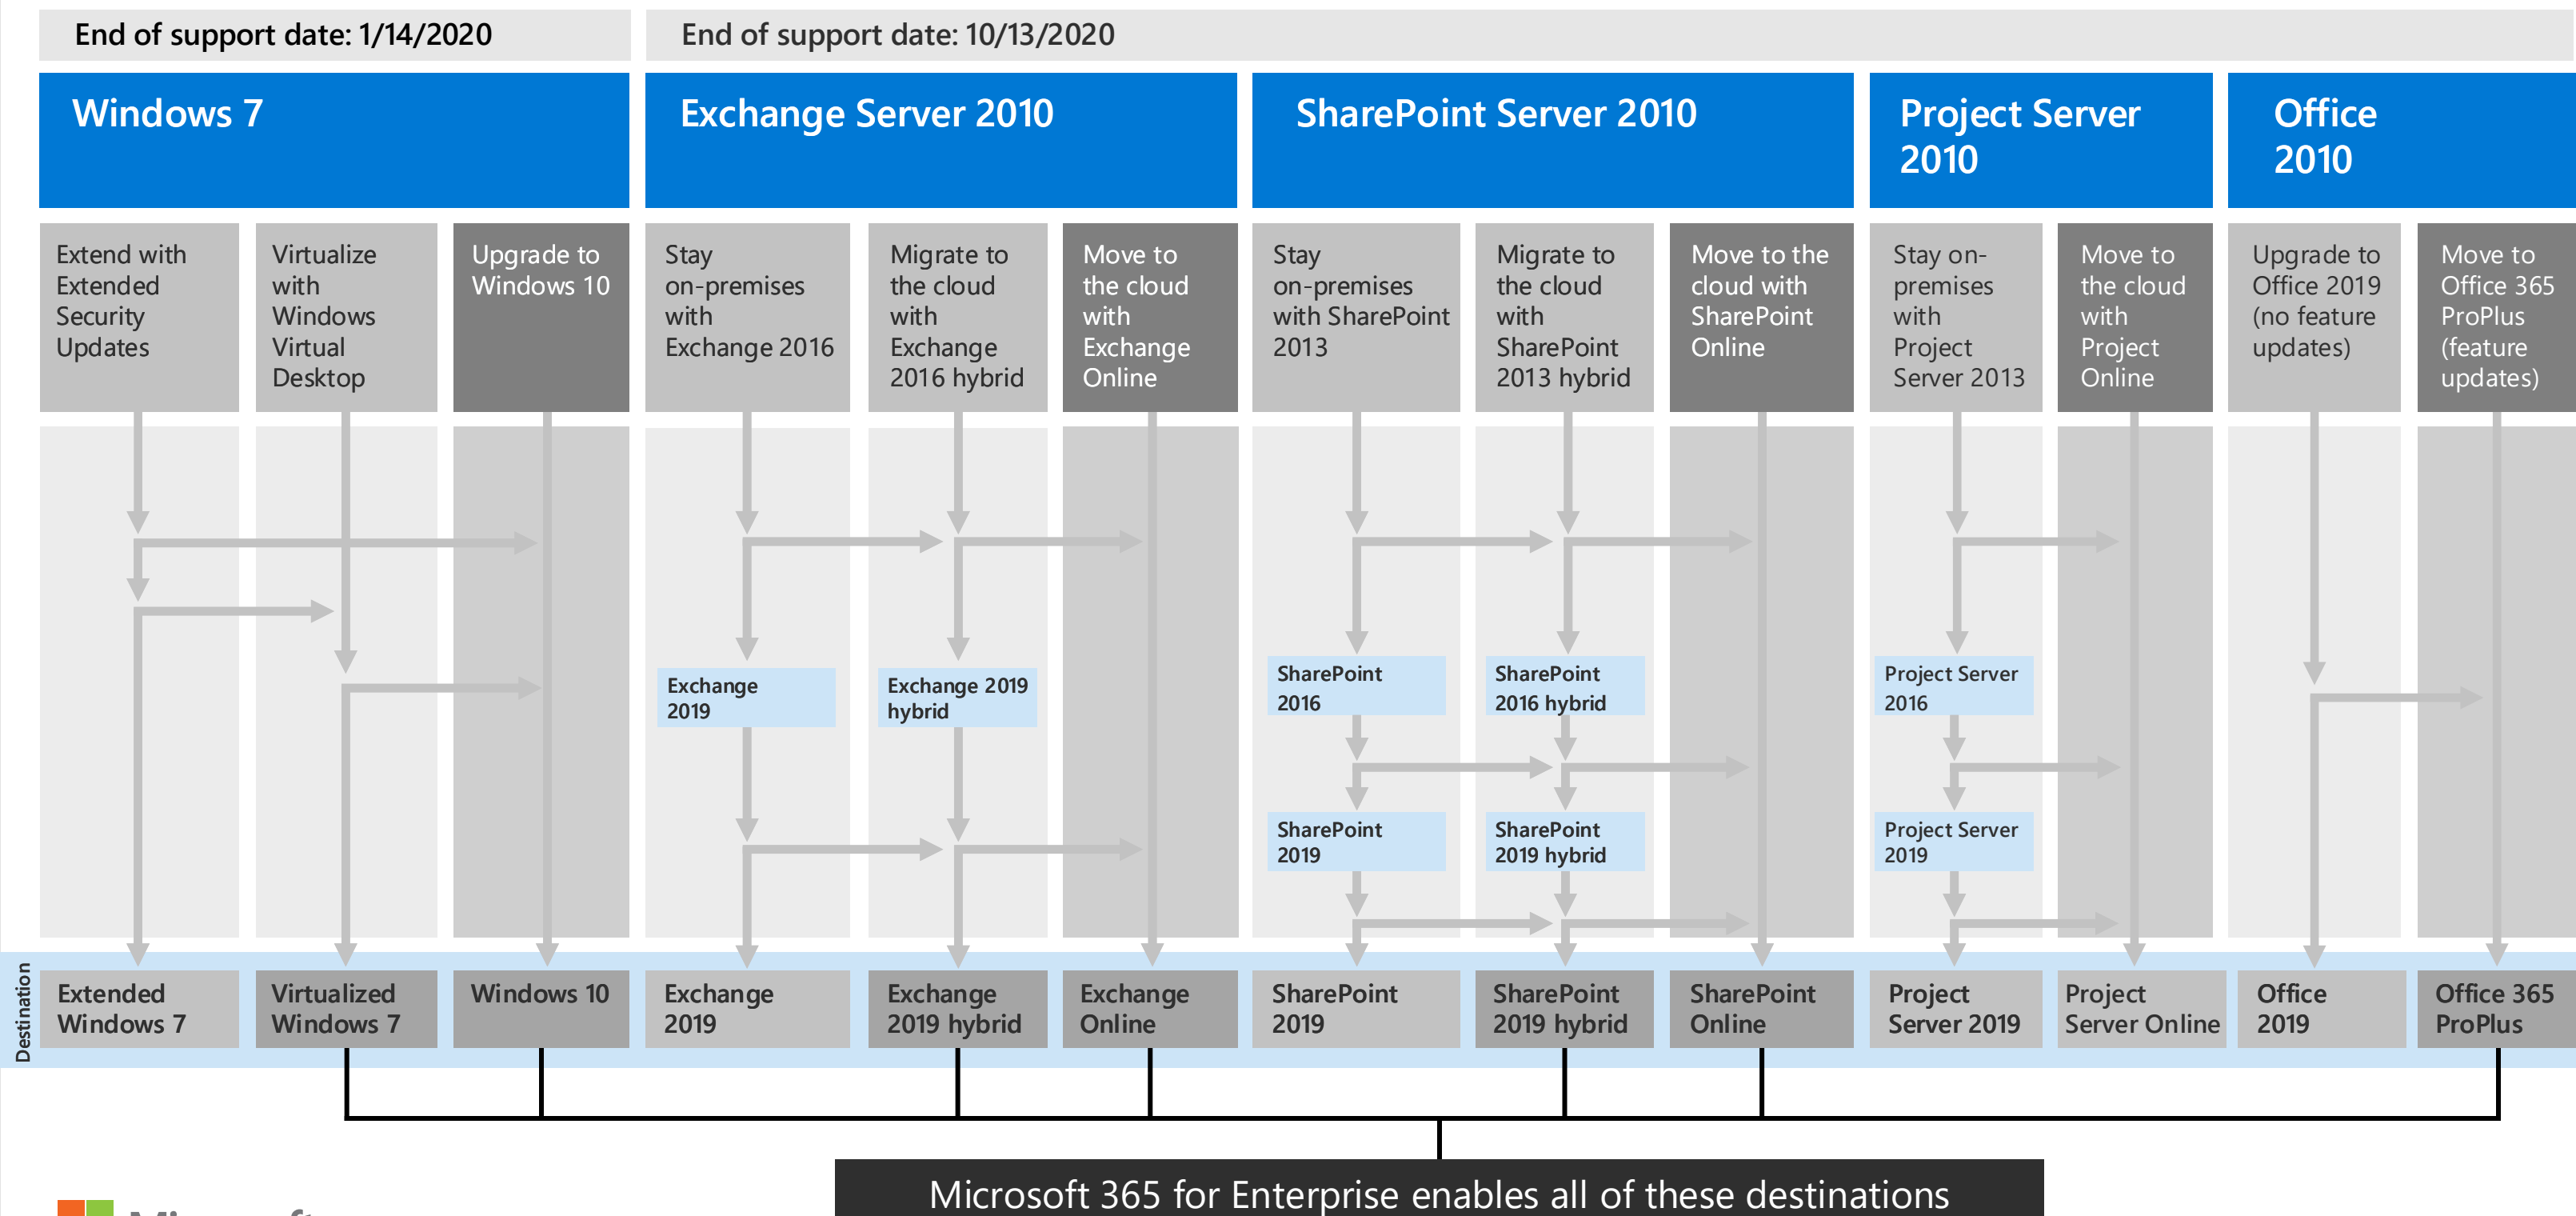 End of support date: 1/14/2020
End of support date: 10/13/2020
Windows 7
Exchange Server 2010
SharePoint Server 2010
Project Server
2010
Office
2010
Extend with
Extended
Security
Updates
Virtualize
with
Windows
Virtual
Desktop
Upgrade to
Windows 10
Stay
on-premises
with
Exchange 2016
Migrate to
the cloud
with
Exchange
2016 hybrid
Move to
the cloud
with
Exchange
Online
Stay
on-premises
with SharePoint
2013
Migrate to
the cloud
with
SharePoint
2013 hybrid
Move to the
cloud with
SharePoint
Online
Stay on-
premises
with
Project
Server 2013
Move to
the cloud
with
Project
Online
Upgrade to
Office 2019
(no feature
updates)
Move to
Office 365
ProPlus
(feature
updates)
Exchange
2019
Exchange 2019
hybrid
SharePoint
2016
SharePoint
2016 hybrid
Project Server
2016
SharePoint
2019
SharePoint
2019 hybrid
Project Server
2019
Destination
Extended
Windows 7
Virtualized
Windows 7
Windows 10
Exchange
2019
Exchange
2019 hybrid
Exchange
Online
SharePoint
2019
SharePoint
2019 hybrid
SharePoint
Online
Project
Server 2019
Project
Server Online
Office
2019
Office 365
ProPlus
Microsoft 365 for Enterprise enables all of these destinations